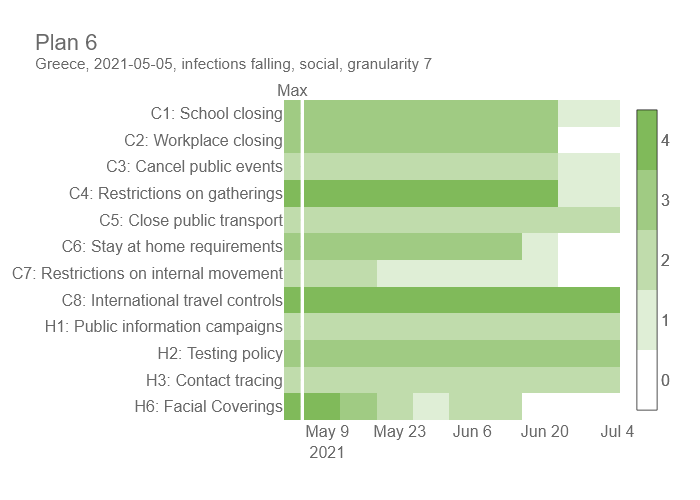 Plan 6
Greece, 2021-05-05, infections falling, social, granularity 7
Max
C1: School closing
C2: Workplace closing
C3: Cancel public events
C4: Restrictions on gatherings
C5: Close public transport
C6: Stay at home requirements
C7: Restrictions on internal movement
C8: International travel controls
H1: Public information campaigns
H2: Testing policy
H3: Contact tracing
H6: Facial Coverings
May 9 May 23 Jun 6 Jun 20 Jul 4
2021
4
3
2
1
0